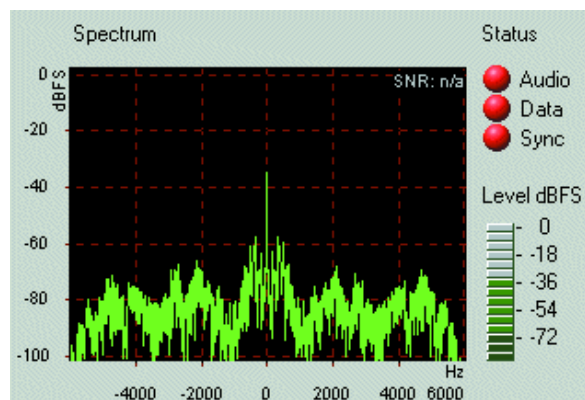 Spectrum
Status
0
dBFS
SNR: n/a
-20
-40
-60
-80
-100
Hz
-4000 -2000 0 2000 4000 6000
Audio
Data
Sync
Level dBFS
0
-18
-36
-54
-72